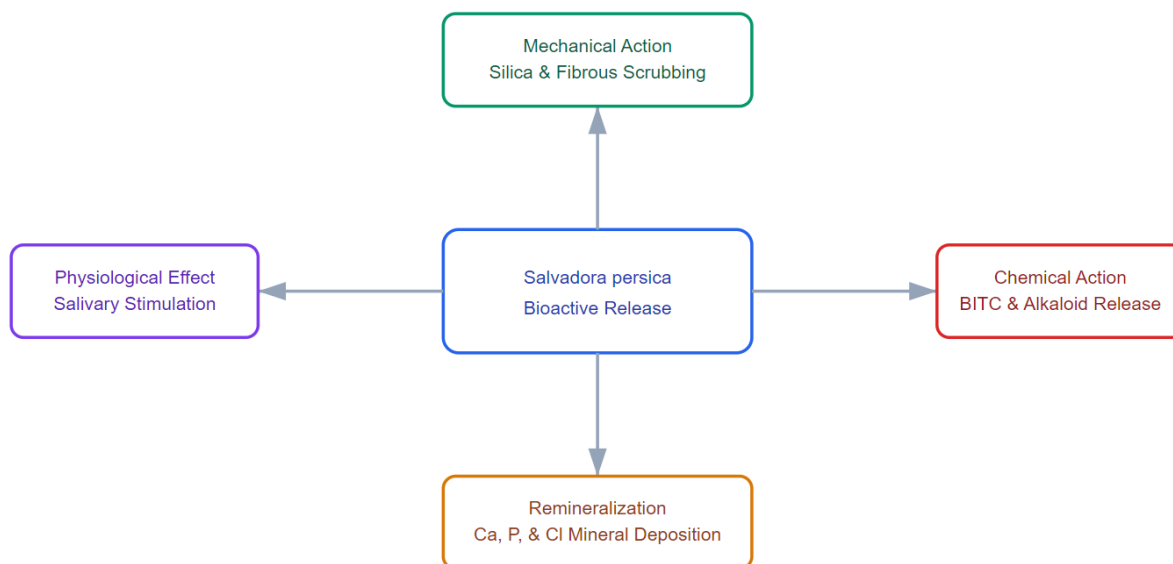 Mechanical Action
Silica & Fibrous Scrubbing
Physiological Effect
Salivary Stimulation
Salvadora persica
Bioactive Release
Chemical Action
BITC & Alkaloid Release
Remineralization
Ca, P, & Cl Mineral Deposition